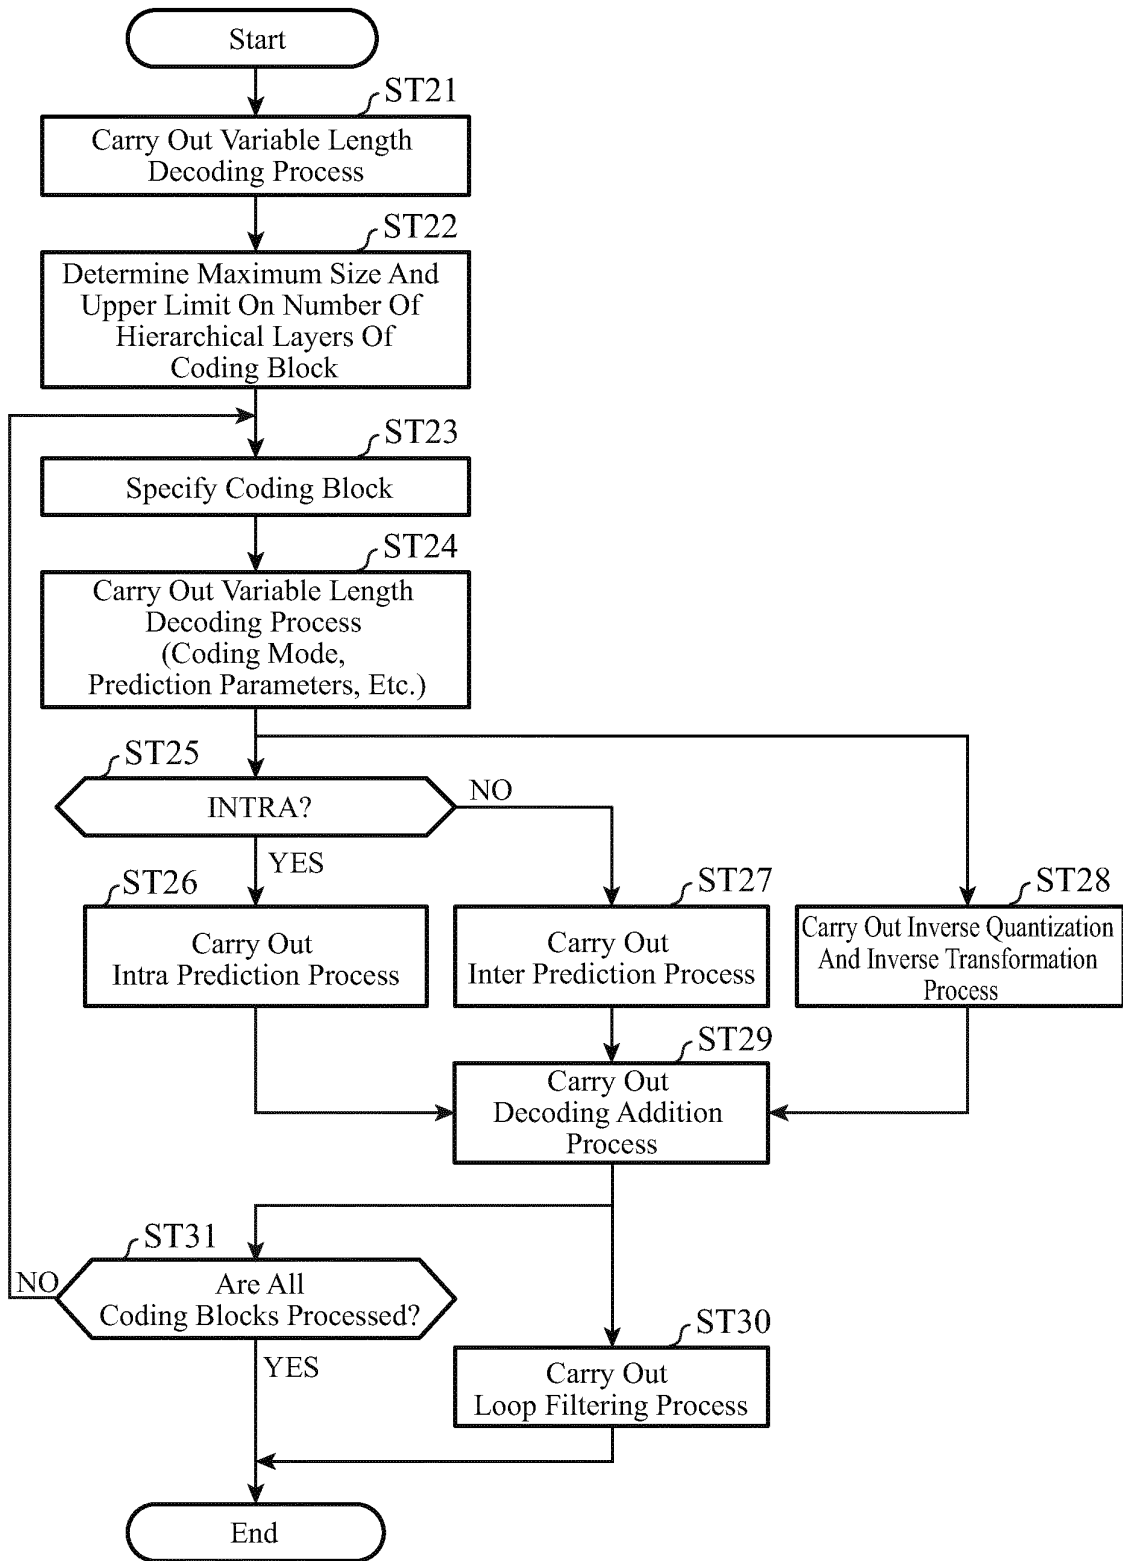 Start
ST21
Carry Out Variable Length
Decoding Process
ST22
Determine Maximum Size And
Upper Limit On Number Of
Hierarchical Layers Of
Coding Block
ST23
Specify Coding Block
ST24
Carry Out Variable Length
Decoding Process
(Coding Mode,
Prediction Parameters, Etc.)
ST25
INTRA?
NO
YES
ST26
Carry Out
Intra Prediction Process
ST27
Carry Out
Inter Prediction Process
ST28
Carry Out Inverse Quantization
And Inverse Transformation
Process
ST29
Carry Out
Decoding Addition
Process
ST31
Are All
Coding Blocks Processed?
NO
YES
ST30
Carry Out
Loop Filtering Process
End